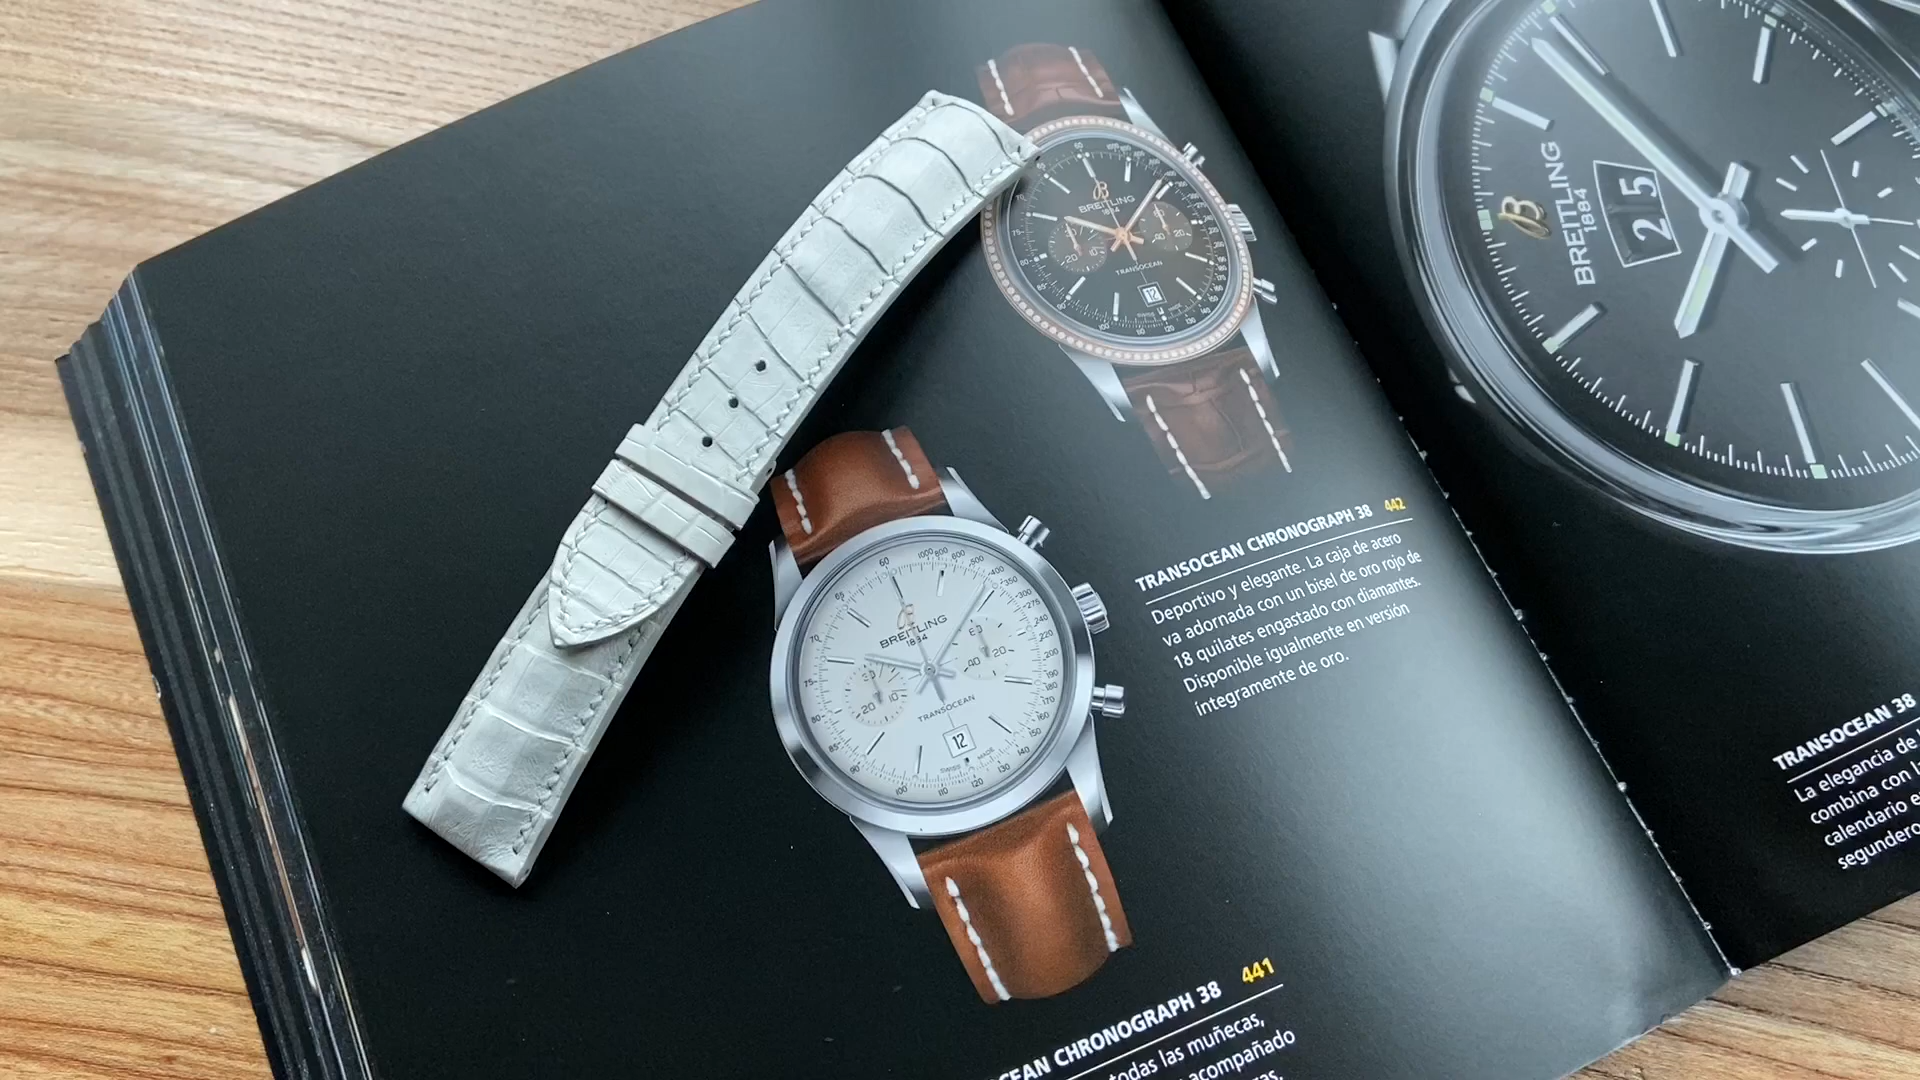 BREITLING
1884
TRANSOCEAN
12
TRANSOCEAN CHRONOGRAPH 38 442
Deportivo y elegante. La caja de acero
va adornada con un bisel de oro rojo de
18 quilates engastado con diamantes.
Disponible igualmente en versión
íntegramente de oro.
BREITLING
1884
TRANSOCEAN
12
SWISS MADE
CHRONOGRAPH 38 441
todas las muñecas,
acompañado
BREITLING
1884
25
TRANSOCEAN 38
La elegancia de
combina con
calendario
segundero